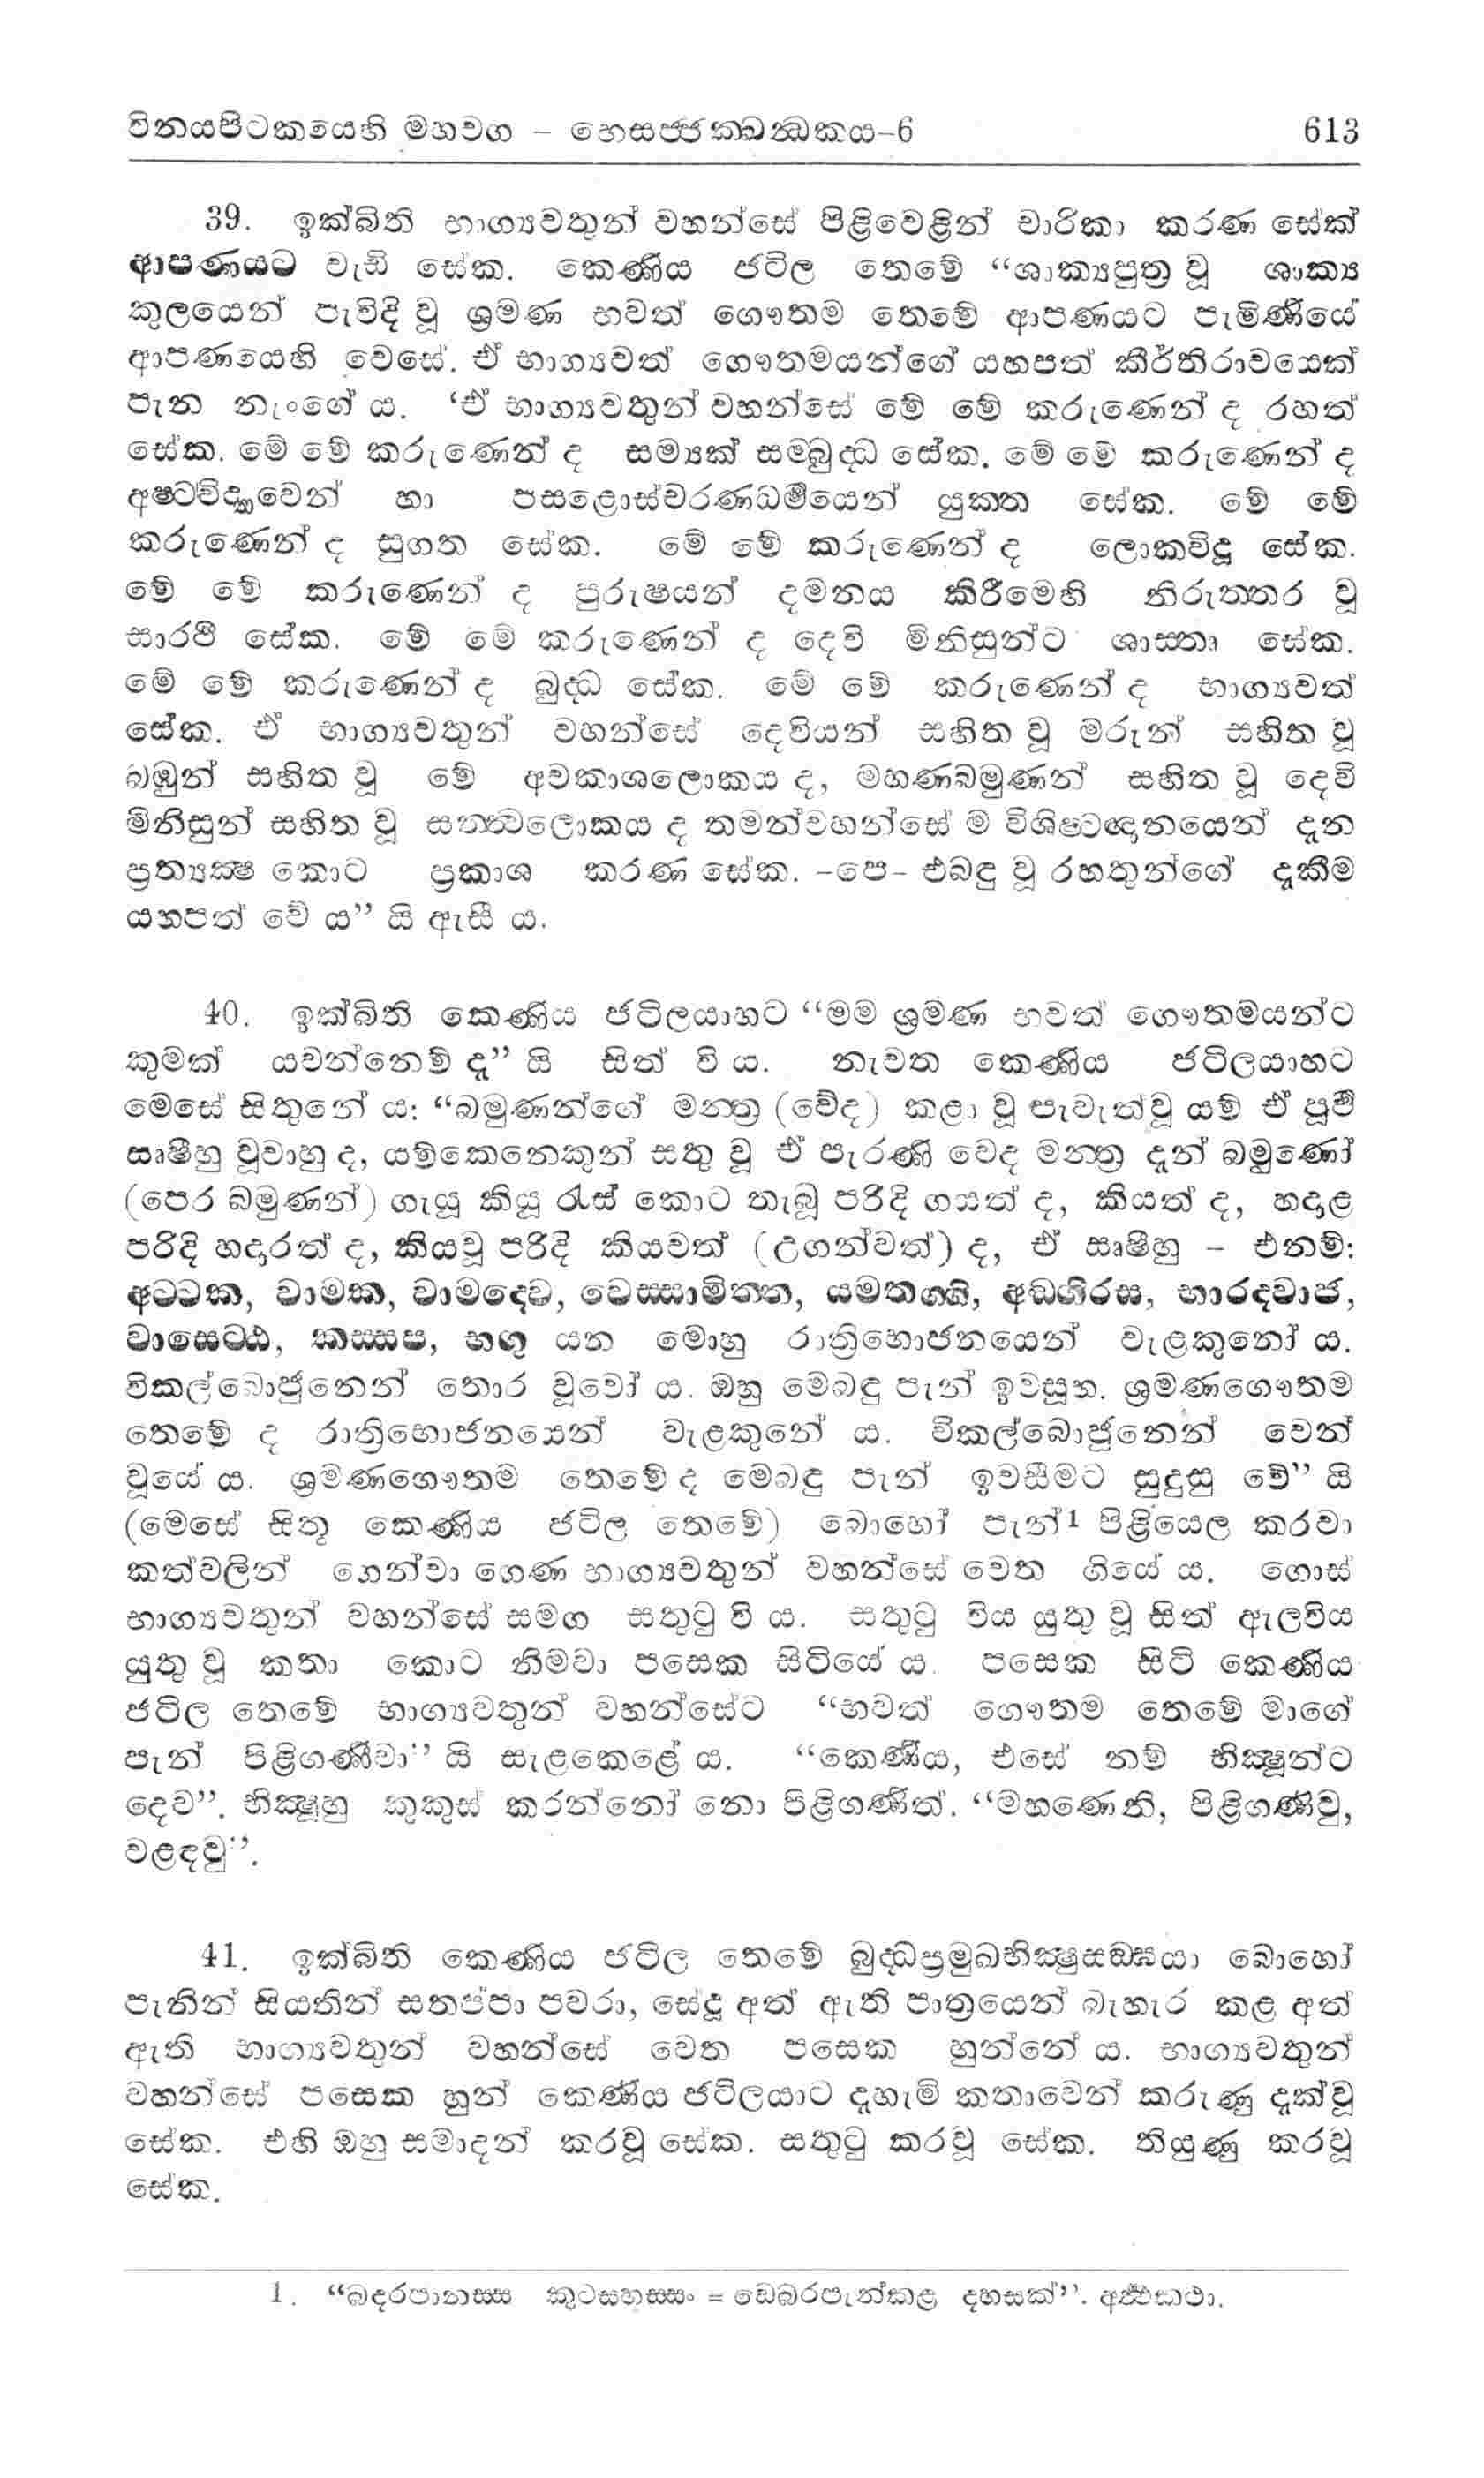 විනයපිටකයෙහි මහවග – භෙසජ්ජක්ඛන්ධකය–6 613
39. ඉක්බිති භාග්‍යවතුන් වහන්සේ පිළිවෙළින් චාරිකා කරණ සේක්
ආපණයට වැඩි සේක. කෙණිය ජටිල තෙමේ “ශාක්‍යපුත්‍ර වූ ශාක්‍ය
කුලයෙන් පැවිදි වූ ශ්‍රමණ භවත් ගෞතම තෙමේ ආපණයට පැමිණියේ
ආපණයෙහි වෙසේ. ඒ භාග්‍යවත් ගෞතමයන්ගේ යහපත් කීර්තිරාවයෙක්
පැන නැංගේ ය. ‘ඒ භාග්‍යවතුන් වහන්සේ මේ මේ කරුණෙන් ද රහත්
සේක. මේ මේ කරුණෙන් ද සම්‍යක් සම්බුද්ධ සේක. මේ මේ කරුණෙන් ද
අෂ්ටවිද්‍යාවෙන් හා පසළොස්චරණධර්‍මයෙන් යුක්ත සේක. මේ මේ
කරුණෙන් ද සුගත සේක. මේ මේ කරුණෙන් ද ලොකවිදූ සේක.
මේ මේ කරුණෙන් ද පුරුෂයන් දමනය කිරීමෙහි නිරුත්තර වූ
සාරථි සේක. මේ මේ කරුණෙන් ද දෙවි මිනිසුන්ට ශාස්තෘ සේක.
මේ මේ කරුණෙන් ද බුද්ධ සේක. මේ මේ කරුණෙන් ද භාග්‍යවත්
සේක. ඒ භාග්‍යවතුන් වහන්සේ දෙවියන් සහිත වූ මරුන් සහිත වූ
බඹුන් සහිත වූ මේ අවකාශලොකය ද, මහණබමුණන් සහිත වූ දෙවි
මිනිසුන් සහිත වූ සත්ත්‍වලොකය ද තමන්වහන්සේ ම විශිෂ්ටඥානයෙන් දැන
ප්‍රත්‍යක්‍ෂ කොට ප්‍රකාශ කරණ සේක. –පෙ– එබඳු වූ රහතුන්ගේ දැකීම
යහපත් වේ ය” යි ඇසී ය.
40. ඉක්බිති කෙණිය ජටිලයාහට “මම ශ්‍රමණ භවත් ගෞතමයන්ට
කුමක් යවන්නෙම් දැ” යි සිත් වි ය. නැවත කෙණිය ජටිලයාහට
මෙසේ සිතුනේ ය: “බමුණන්ගේ මන්ත්‍ර (වේද) කළා වූ පැවැත්වූ යම් ඒ පූර්‍ව
ඍෂීහු වූවාහු ද, යම්කෙනෙකුන් සතු වූ ඒ පැරණි වෙද මන්ත්‍ර දැන් බමුණෝ
(පෙර බමුණන්) ගැයූ කියූ රැස් කොට තැබූ පරිදි ගයත් ද, කියත් ද, හදාළ
පරිදි හදාරත් ද, කියවූ පරිදි කියවත් (උගන්වත්) ද, ඒ ඍෂීහු – එනම්:
අට්ටක, වාමක, වාමදෙව, වෙස්සාමිත්ත, යමතග්ගි, අඞ්ගිරස, භාරද්වාජ,
වාසෙට්ඨ, කස්සප, භගු යන මොහු රාත්‍රිභොජනයෙන් වැළකුනෝ ය.
විකල්බොජුනෙන් තොර වූවෝ ය. ඔහු මෙබඳු පැන් ඉවසූහ. ශ්‍රමණගෞතම
තෙමේ ද රාත්‍රිභොජනයෙන් වැළකුනේ ය. විකල්බොජුනෙන් වෙන්
වූයේ ය. ශ්‍රමණගෞතම තෙමේ ද මෙබඳු පැන් ඉවසීමට සුදුසු වේ” යි
(මෙසේ සිතූ කෙණිය ජටිල තෙමේ) බොහෝ පැන්1 පිළියෙල කරවා
කත්වලින් ගෙන්වා ගෙණ භාග්‍යවතුන් වහන්සේ වෙත ගියේ ය. ගොස්
භාග්‍යවතුන් වහන්සේ සමග සතුටු වි ය. සතුටු විය යුතු වූ සිත් ඇලවිය
යුතු වූ කතා කොට නිමවා පසෙක සිටියේ ය. පසෙක සිටි කෙණිය
ජටිල තෙමේ භාග්‍යවතුන් වහන්සේට “භවත් ගෞතම තෙමේ මාගේ
පැන් පිළිගණිවා” යි සැළකෙළේ ය. “කෙණිය, එසේ නම් භික්‍ෂූන්ට
දෙව”. භික්‍ෂූහු කුකුස් කරන්නෝ නො පිළිගණිත්. “මහණෙනි, පිළිගණිවු,
වළඳවු”.
41. ඉක්බිති කෙණිය ජටිල තෙමේ බුද්ධප්‍රමුඛභික්‍ෂුසඞ්ඝයා බොහෝ
පැනින් සියතින් සතප්පා පවරා, සේදූ අත් ඇති පාත්‍රයෙන් බැහැර කළ අත්
ඇති භාග්‍යවතුන් වහන්සේ වෙත පසෙක හුන්නේ ය. භාග්‍යවතුන්
වහන්සේ පසෙක හුන් කෙණිය ජටිලයාට දැහැමි කතාවෙන් කරුණු දැක්වූ
සේක. එහි ඔහු සමාදන් කරවූ සේක. සතුටු කරවූ සේක. තියුණු කරවූ
සේක.
1. “බදරපානස්ස කුටසහස්සං = ඩෙබරපැන්කළ දහසක්”. අර්‍ත්‍ථකථා.